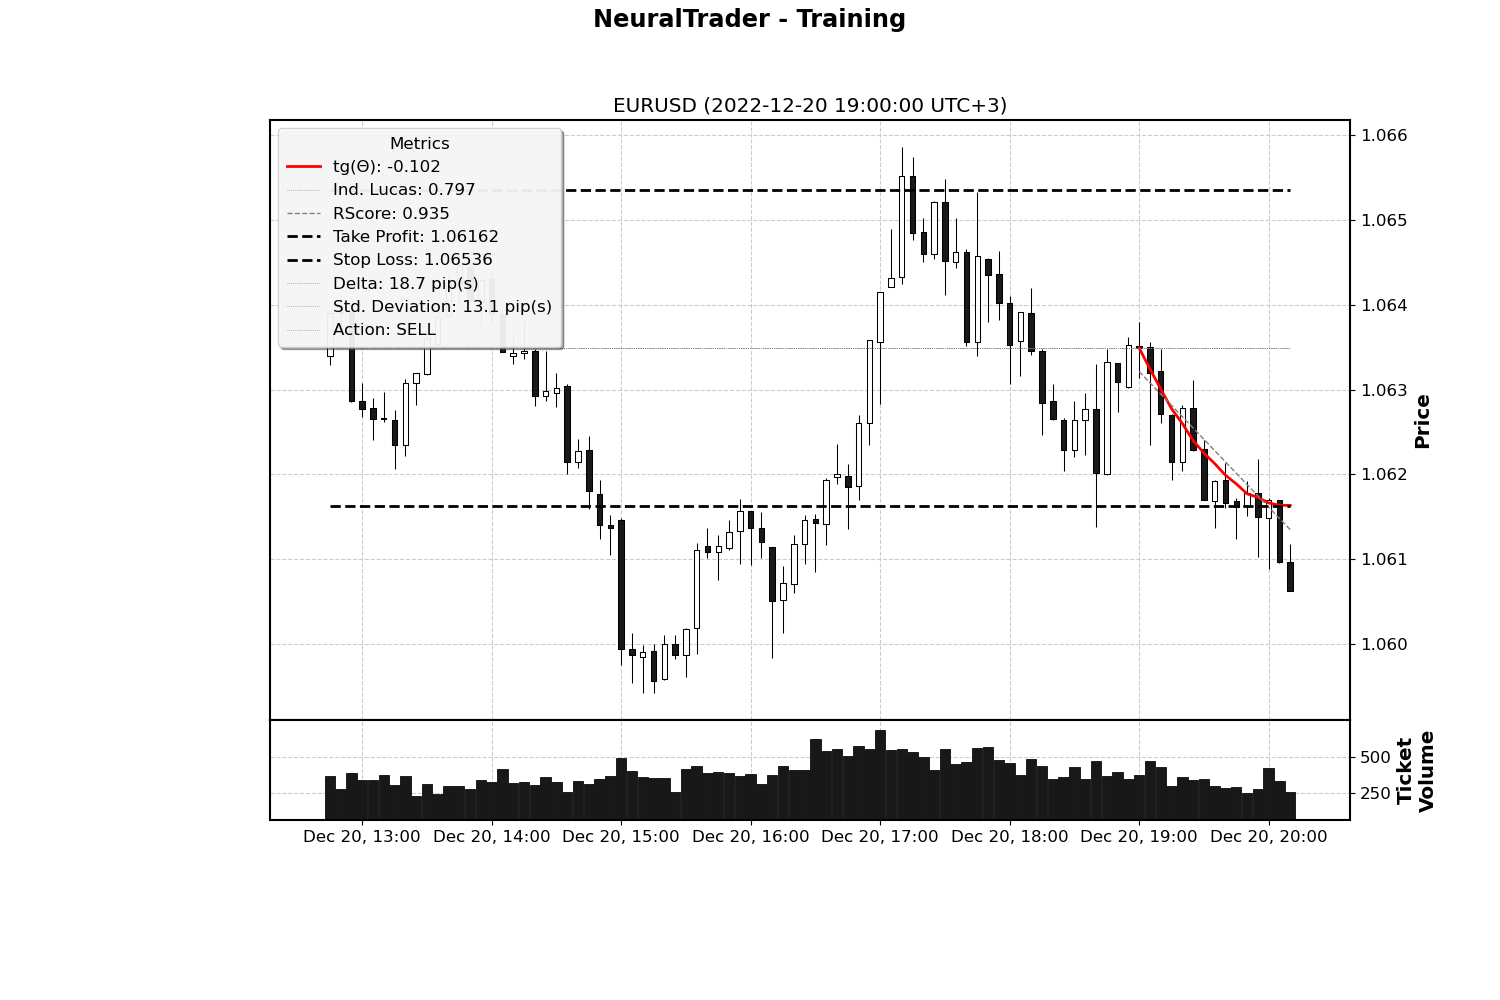 NeuralTrader - Training
EURUSD (2022-12-20 19:00:00 UTC+3)
Metrics
tg(Θ): -0.102
Ind. Lucas: 0.797
RScore: 0.935
Take Profit: 1.06162
Stop Loss: 1.06536
Delta: 18.7 pip(s)
Std. Deviation: 13.1 pip(s)
Action: SELL
1.066
1.065
1.064
1.063
1.062
1.061
1.060
Price
500
250
Ticket
Volume
Dec 20, 13:00 Dec 20, 14:00 Dec 20, 15:00 Dec 20, 16:00 Dec 20, 17:00 Dec 20, 18:00 Dec 20, 19:00 Dec 20, 20:00